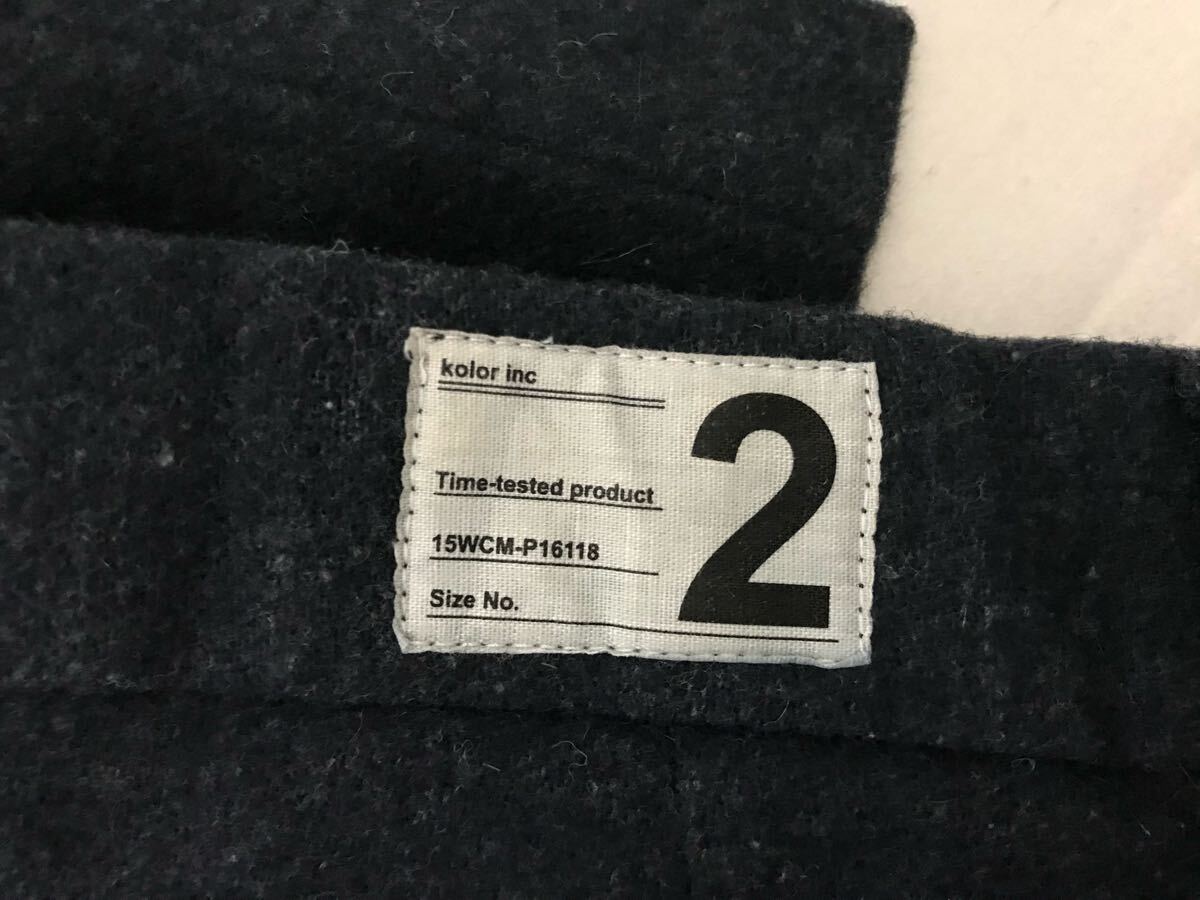 kolor inc
Time-tested product
15WCM-P16118
Size No.
2